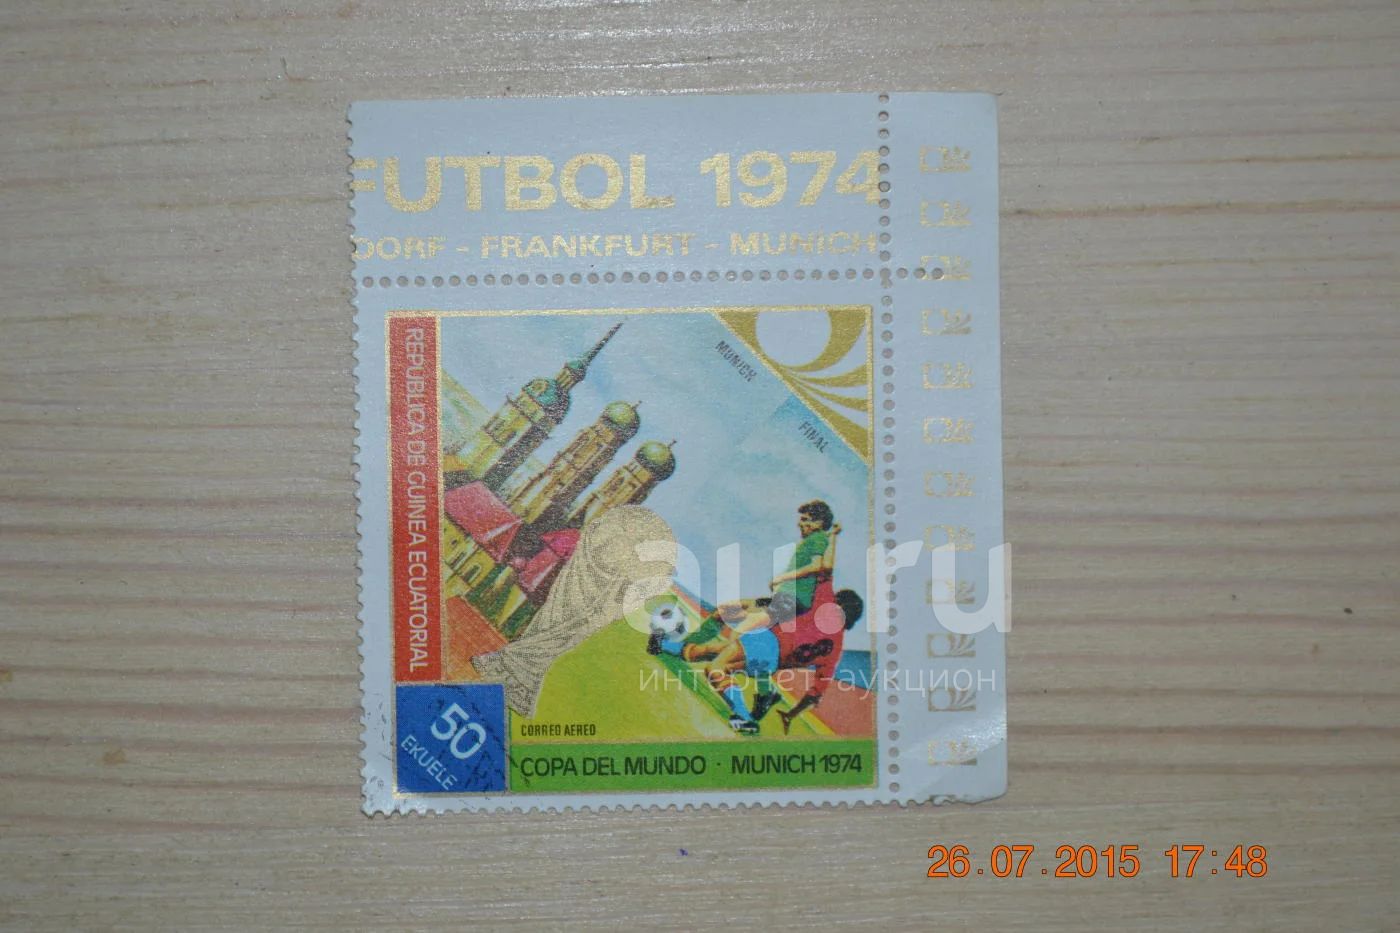 FUTBOL 1974
DORF - FRANKFURT - MUNICH
MUNICH
FINAL
REPUBLICA DE GUINEA ECUATORIAL
50
EKUELE
CORREO AEREO
COPA DEL MUNDO · MUNICH 1974
au.ru
интернет-аукцион
26.07.2015 17:48